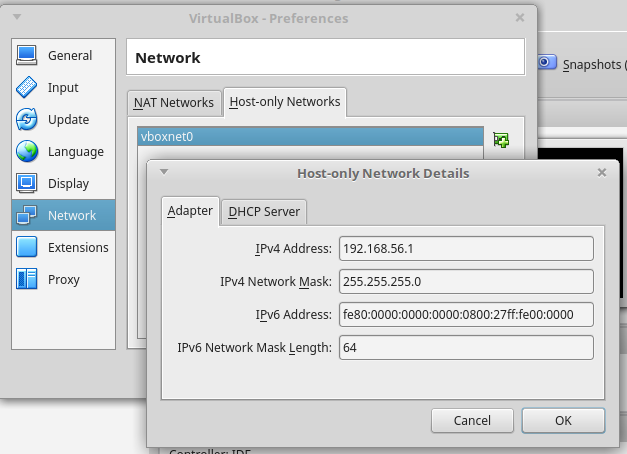 VirtualBox - Preferences
General
Input
Update
Language
Display
Network
Extensions
Proxy
Network
NAT Networks
Host-only Networks
vboxnet0
Snapshots (
Host-only Network Details
Adapter
DHCP Server
IPv4 Address: 192.168.56.1
IPv4 Network Mask: 255.255.255.0
IPv6 Address: fe80:0000:0000:0000:0800:27ff:fe00:0000
IPv6 Network Mask Length: 64
Cancel
OK
Controller: IDE